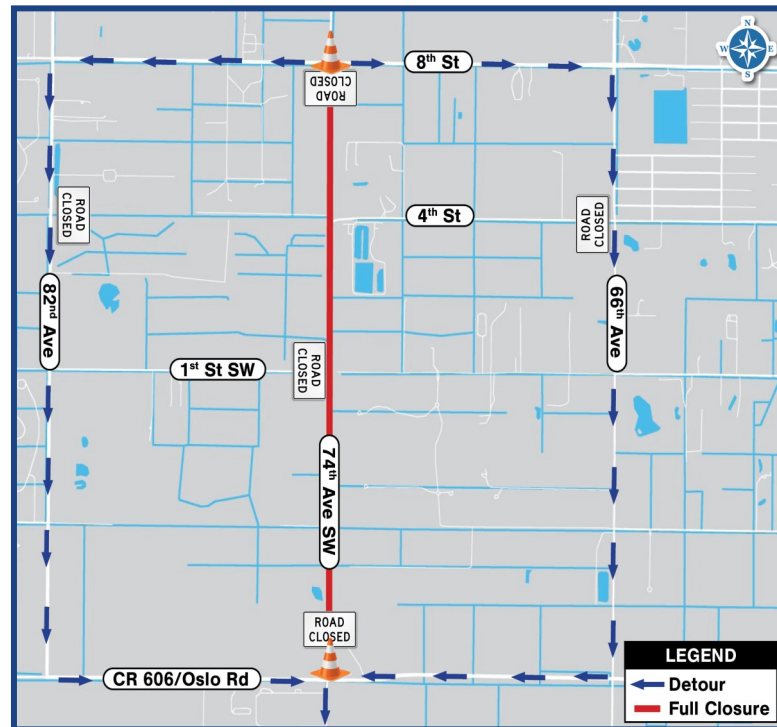 N
W E
S
8th St
ROAD
CLOSED
ROAD
CLOSED
4th St
ROAD
CLOSED
82nd Ave
66th Ave
1st St SW
ROAD
CLOSED
74th Ave SW
ROAD
CLOSED
CR 606/Oslo Rd
LEGEND
Detour
Full Closure